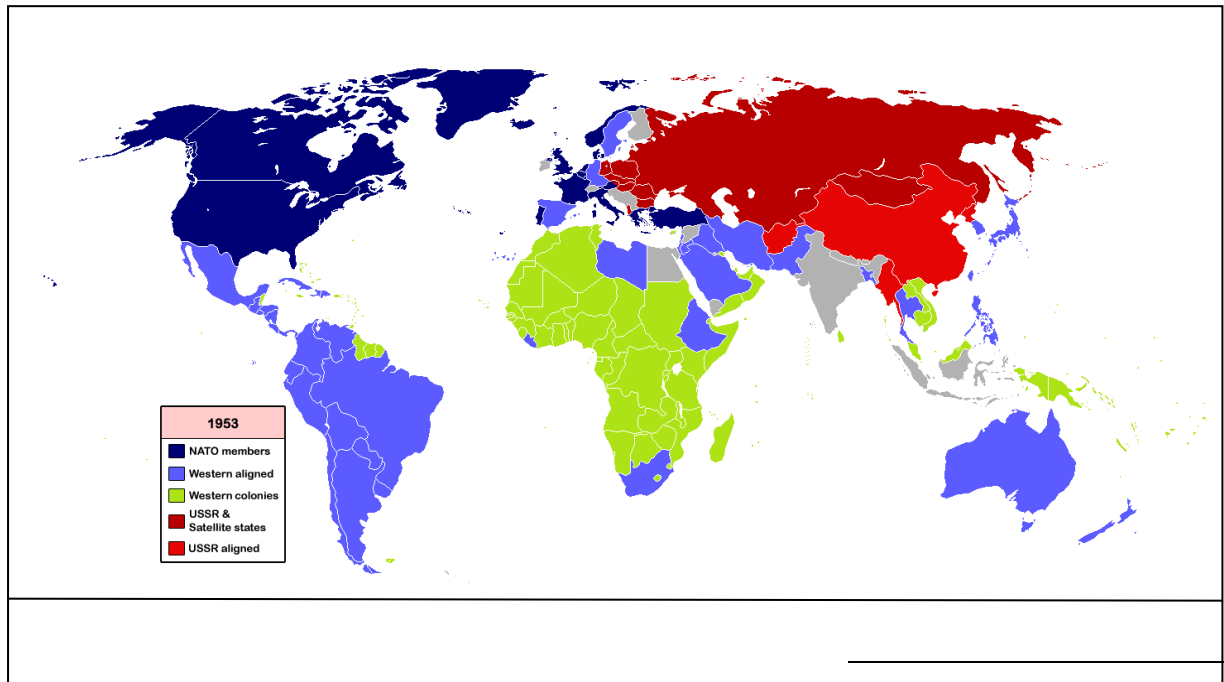 1953
NATO members
Western aligned
Western colonies
USSR &
Satellite states
USSR aligned